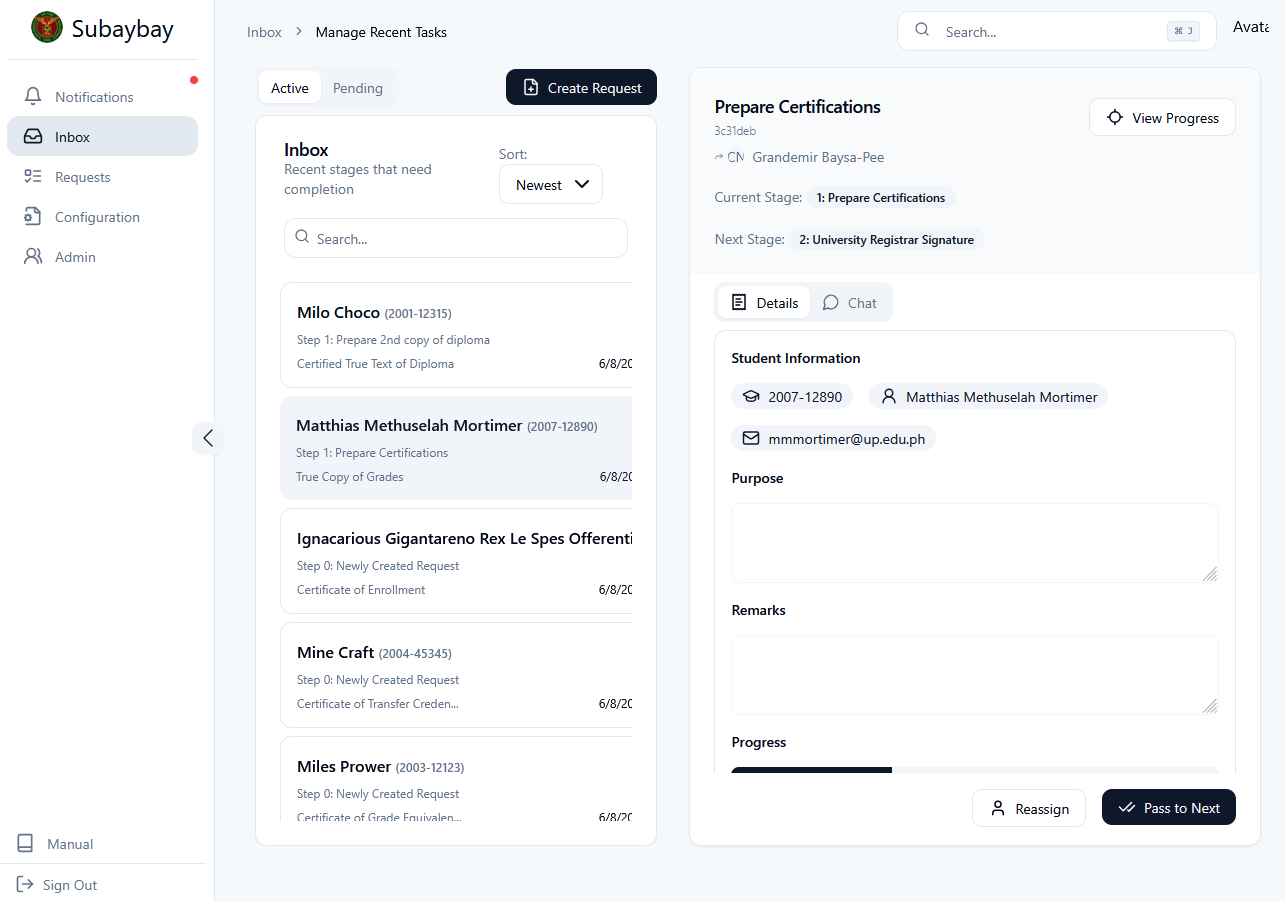 Subaybay
Notifications
Inbox
Requests
Configuration
Admin
Manual
Sign Out
Inbox > Manage Recent Tasks
Search...
⌘ J
Avata
Active
Pending
Create Request
Inbox
Recent stages that need
completion
Sort:
Newest
Search...
Milo Choco (2001-12315)
Step 1: Prepare 2nd copy of diploma
Certified True Text of Diploma 6/8/20
Matthias Methuselah Mortimer (2007-12890)
Step 1: Prepare Certifications
True Copy of Grades 6/8/20
Ignacarious Gigantareno Rex Le Spes Offerenti
Step 0: Newly Created Request
Certificate of Enrollment 6/8/20
Mine Craft (2004-45345)
Step 0: Newly Created Request
Certificate of Transfer Creden... 6/8/20
Miles Prower (2003-12123)
Step 0: Newly Created Request
Certificate of Grade Equivalen... 6/8/20
Prepare Certifications
3c31deb
CN Grandemir Baysa-Pee
View Progress
Current Stage: 1: Prepare Certifications
Next Stage: 2: University Registrar Signature
Details
Chat
Student Information
2007-12890
Matthias Methuselah Mortimer
mmmortimer@up.edu.ph
Purpose
Remarks
Progress
Reassign
Pass to Next